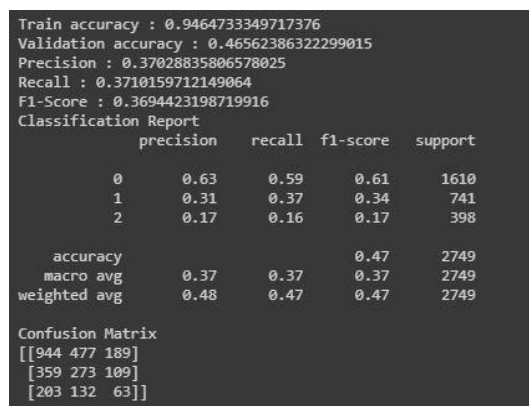 Train accuracy : 0.9464733349717376
Validation accuracy : 0.46562386322299015
Precision : 0.37028835806578025
Recall : 0.3710159712149064
F1-Score : 0.3694423198719916
Classification Report
precision recall f1-score support
0 0.63 0.59 0.61 1610
1 0.31 0.37 0.34 741
2 0.17 0.16 0.17 398
accuracy 0.47 2749
macro avg 0.37 0.37 0.37 2749
weighted avg 0.48 0.47 0.47 2749
Confusion Matrix
[[944 477 189]
[359 273 109]
[203 132 63]]